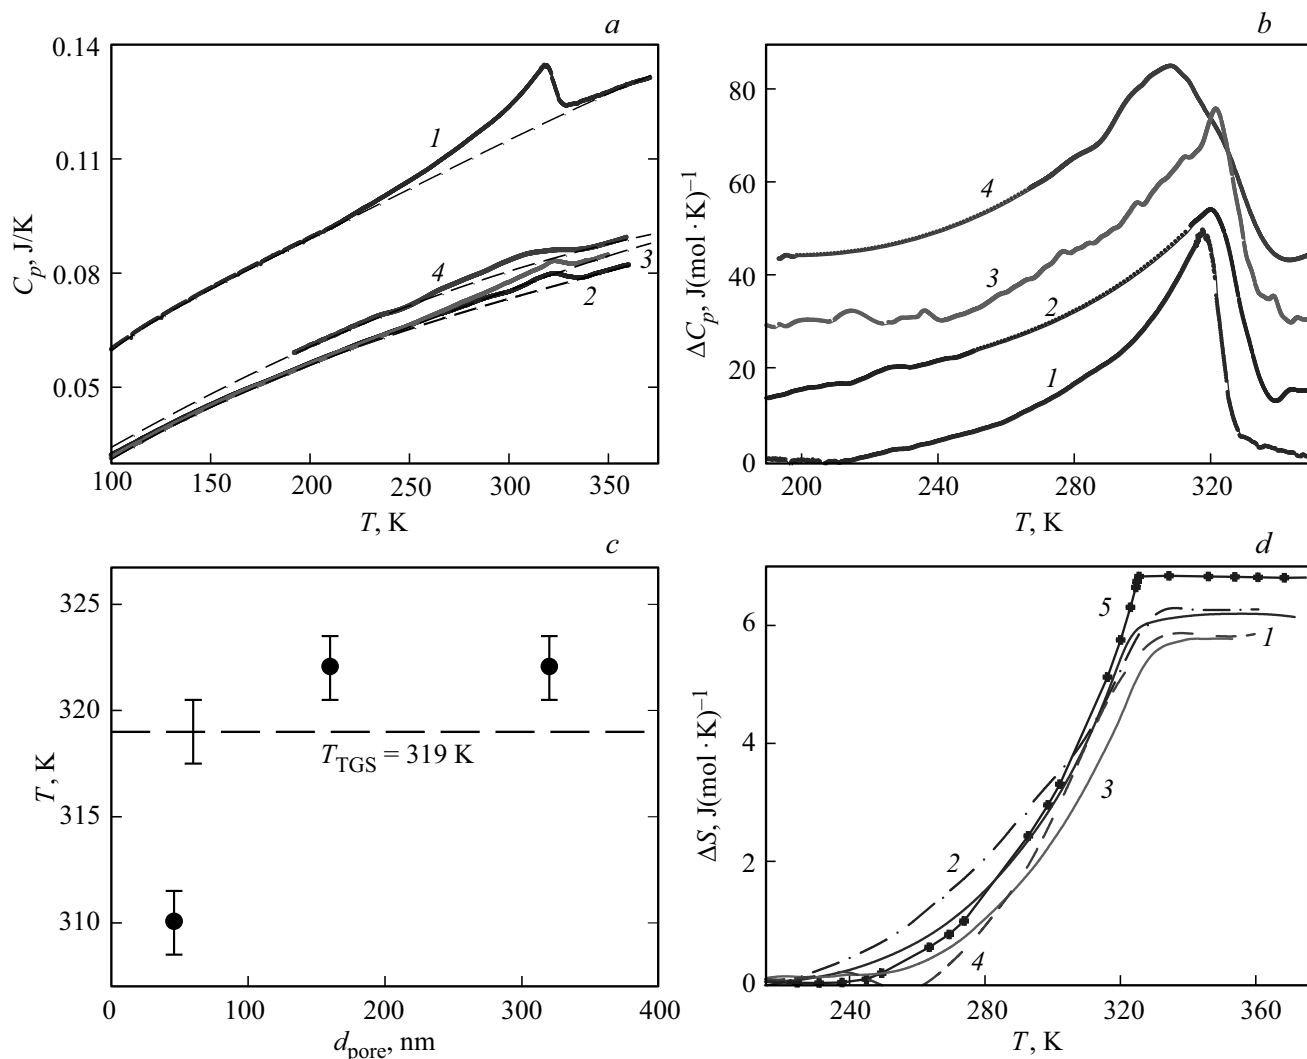 a
0.14
0.11
0.08
0.05
C_p, J/K
1
4
3
2
100 150 200 250 300 350
T, K
b
80
60
40
20
0
ΔC_p, J(mol · K)⁻¹
4
3
2
1
200 240 280 320
T, K
c
325
320
315
310
T, K
T_TGS = 319 K
0 100 200 300 400
d_pore, nm
d
6
4
2
0
ΔS, J(mol · K)⁻¹
5
1
3
2
4
240 280 320 360
T, K